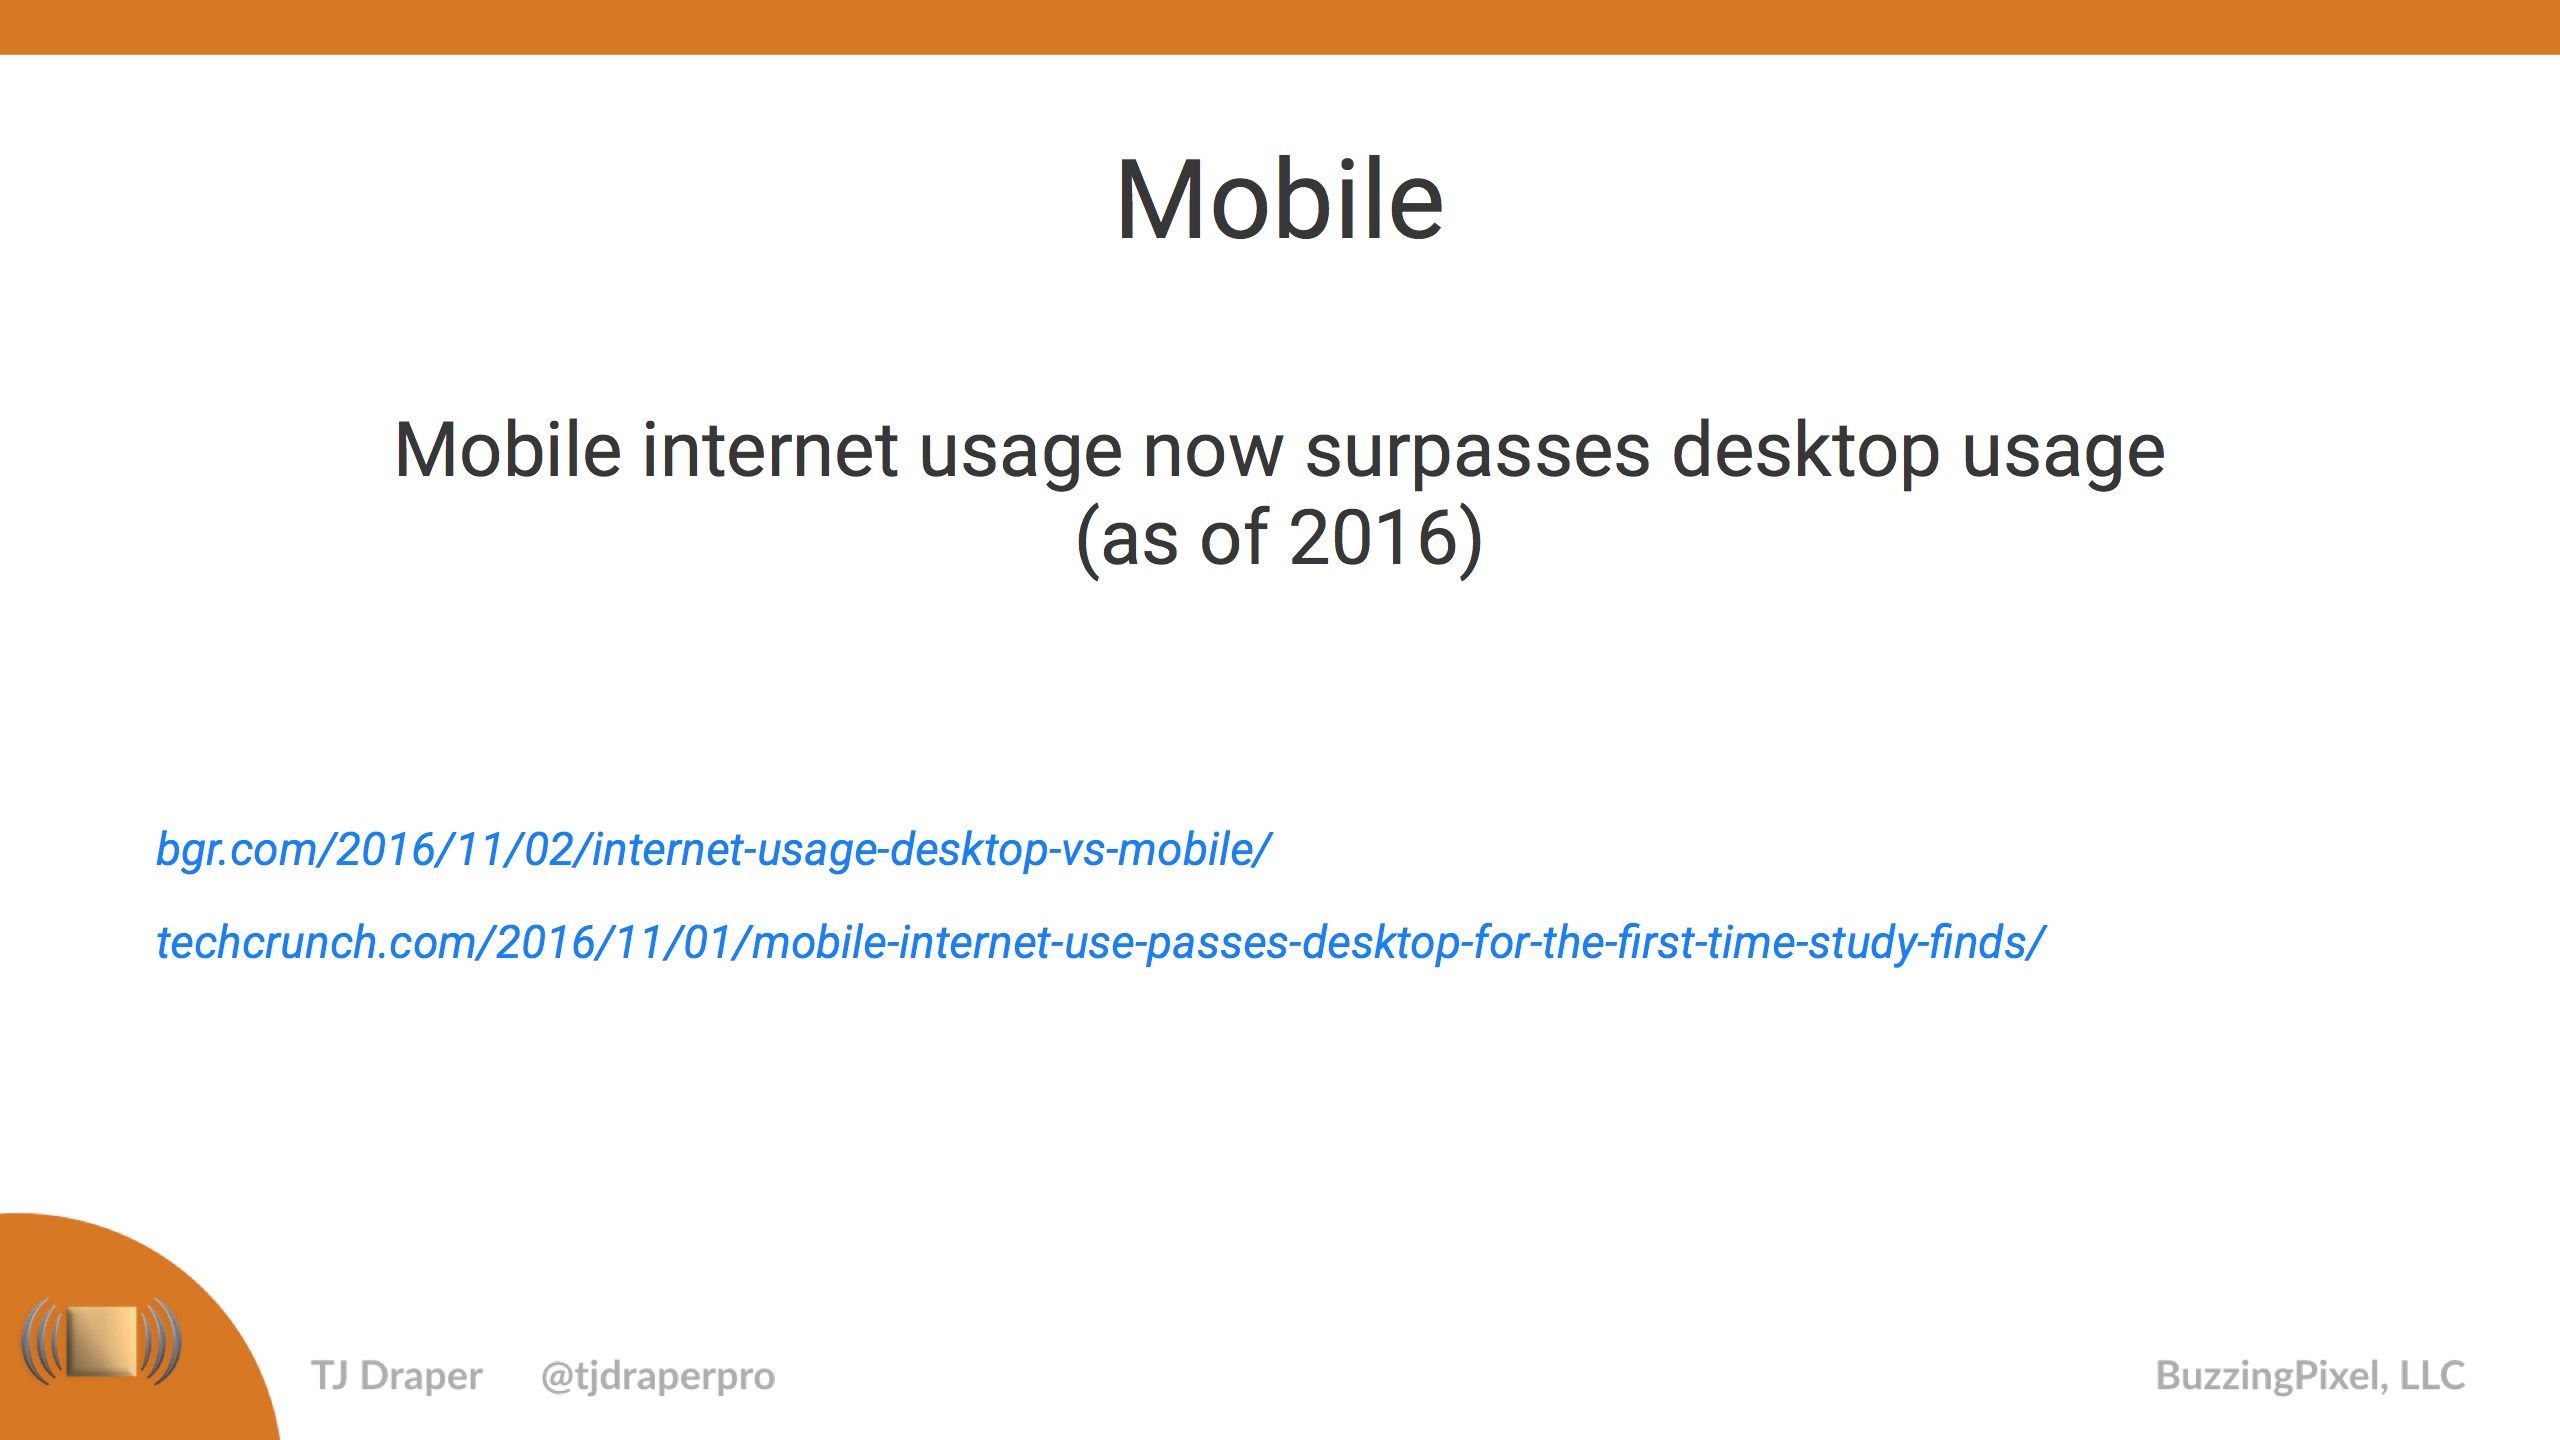 Mobile
Mobile internet usage now surpasses desktop usage
(as of 2016)
bgr.com/2016/11/02/internet-usage-desktop-vs-mobile/
techcrunch.com/2016/11/01/mobile-internet-use-passes-desktop-for-the-first-time-study-finds/
TJ Draper @tjdraperpro BuzzingPixel, LLC